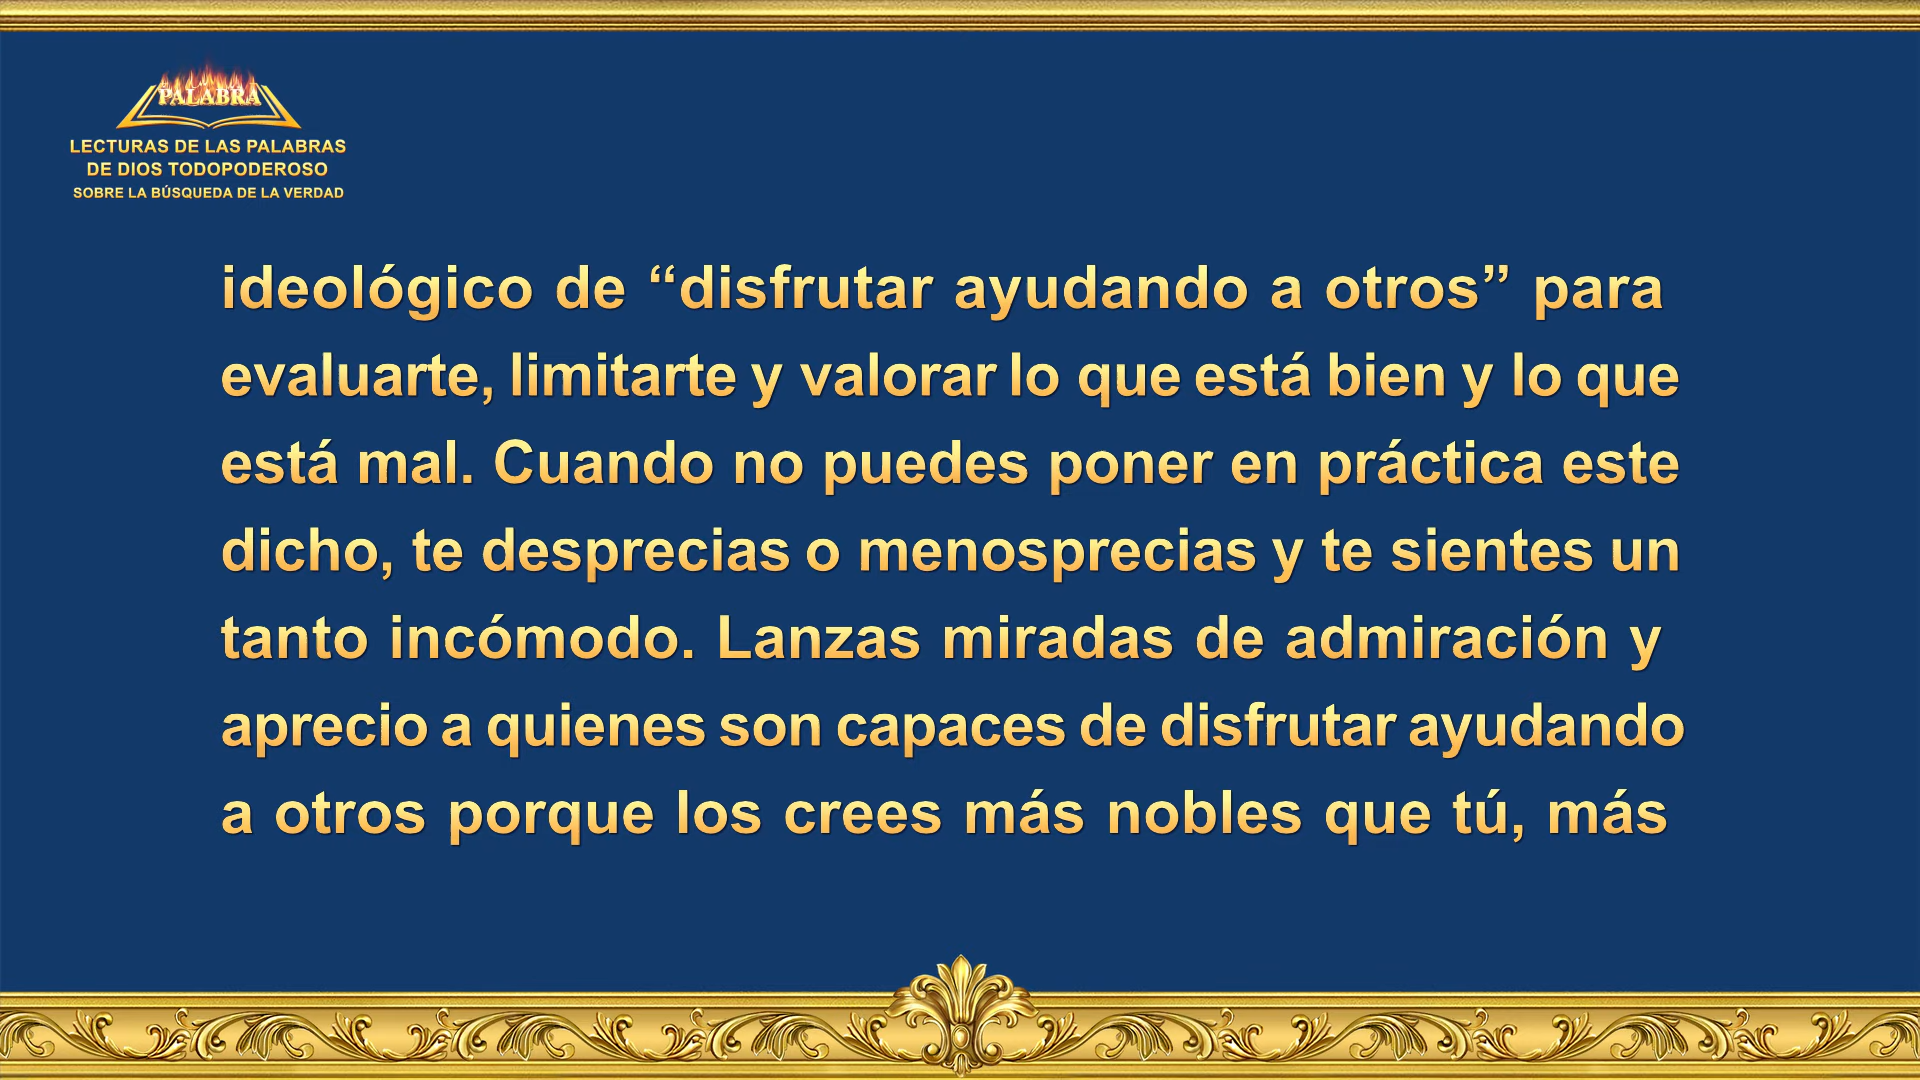 PALABRA
LECTURAS DE LAS PALABRAS
DE DIOS TODOPODEROSO
SOBRE LA BÚSQUEDA DE LA VERDAD
ideológico de “disfrutar ayudando a otros” para
evaluarte, limitarte y valorar lo que está bien y lo que
está mal. Cuando no puedes poner en práctica este
dicho, te desprecias o menosprecias y te sientes un
tanto incómodo. Lanzas miradas de admiración y
aprecio a quienes son capaces de disfrutar ayudando
a otros porque los crees más nobles que tú, más